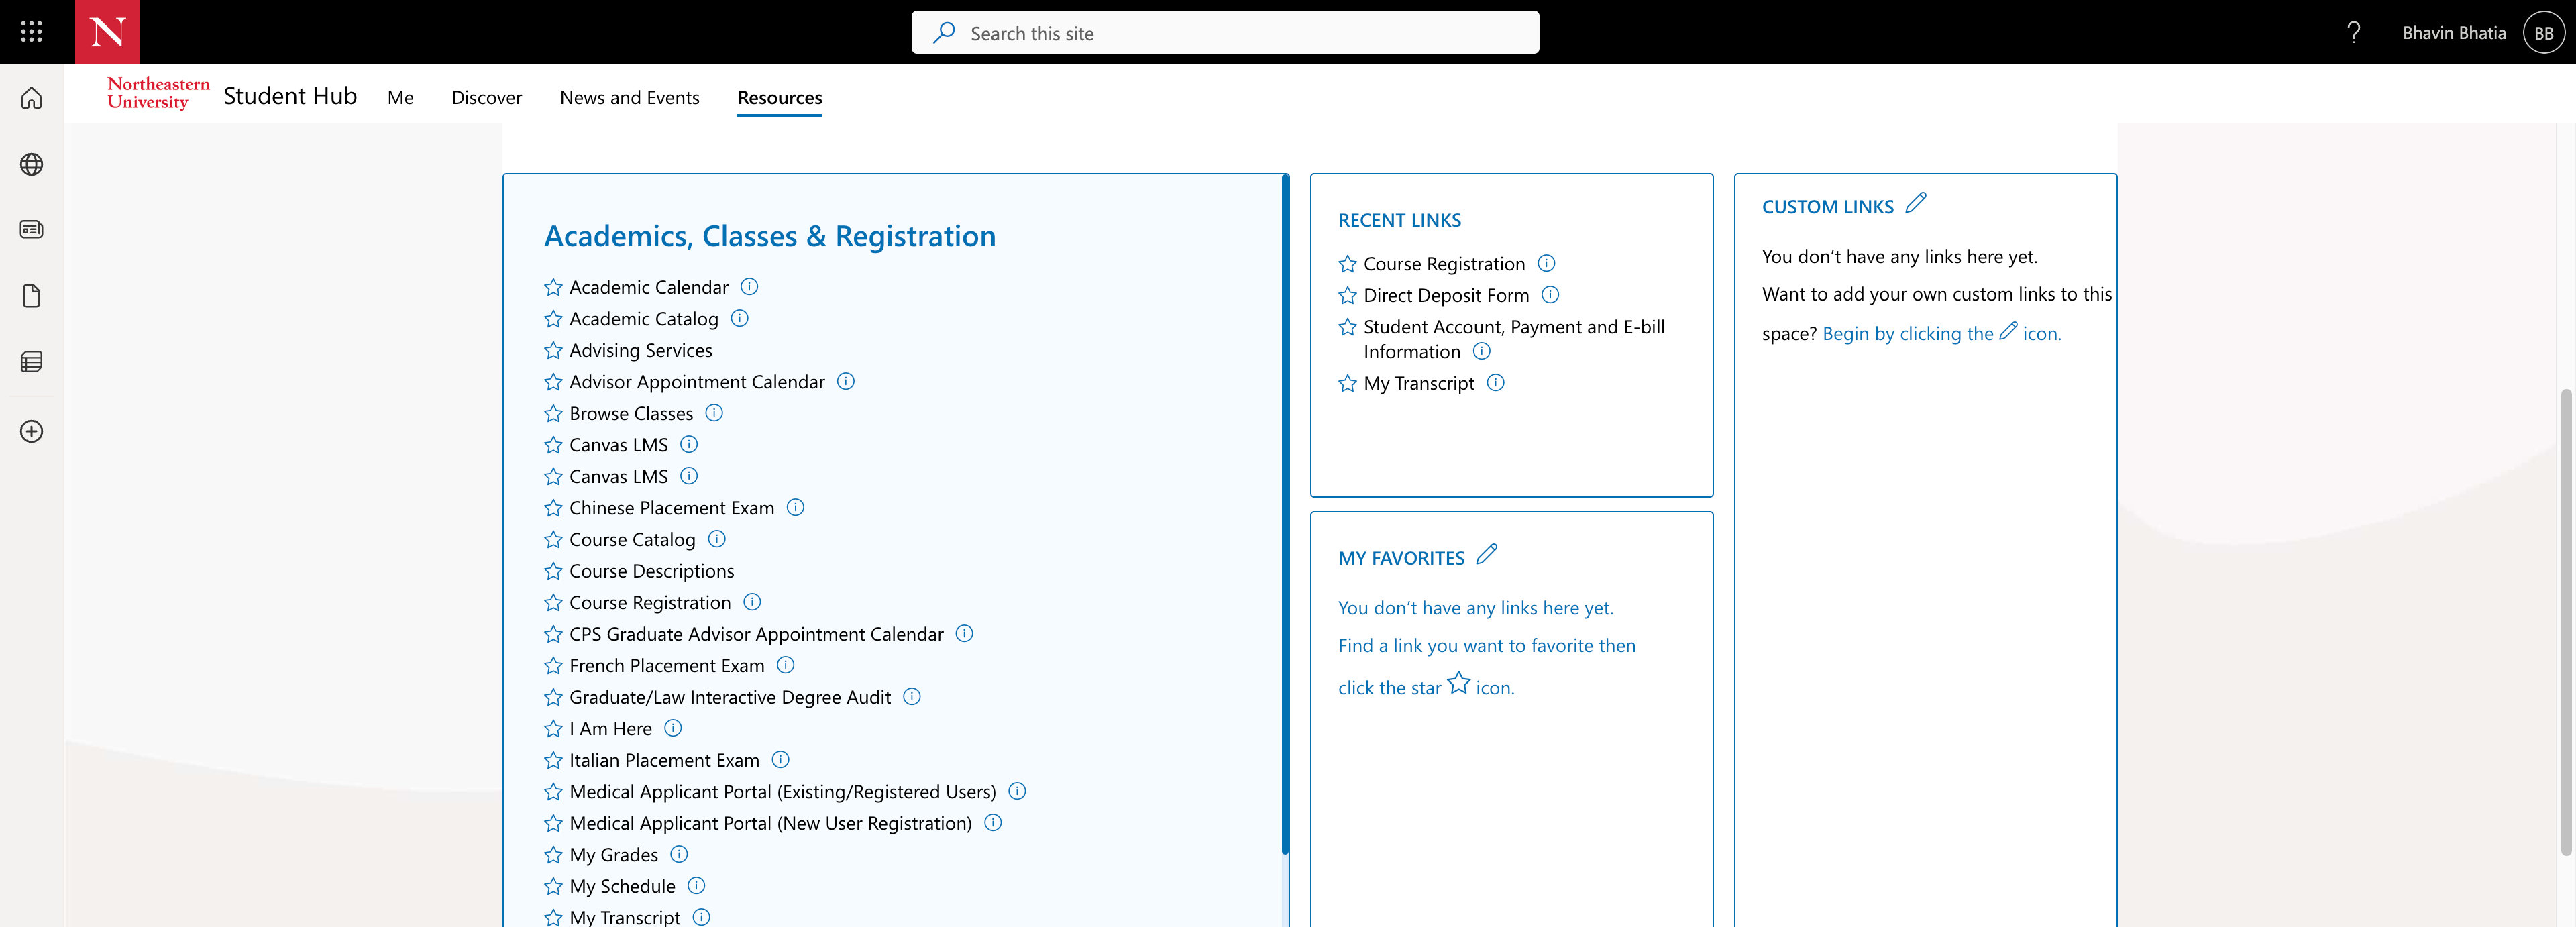 N
Search this site
?
Bhavin Bhatia
BB
Northeastern
University
Student Hub
Me
Discover
News and Events
Resources
Academics, Classes & Registration
Academic Calendar
Academic Catalog
Advising Services
Advisor Appointment Calendar
Browse Classes
Canvas LMS
Canvas LMS
Chinese Placement Exam
Course Catalog
Course Descriptions
Course Registration
CPS Graduate Advisor Appointment Calendar
French Placement Exam
Graduate/Law Interactive Degree Audit
I Am Here
Italian Placement Exam
Medical Applicant Portal (Existing/Registered Users)
Medical Applicant Portal (New User Registration)
My Grades
My Schedule
My Transcript
RECENT LINKS
Course Registration
Direct Deposit Form
Student Account, Payment and E-bill
Information
My Transcript
MY FAVORITES
You don't have any links here yet.
Find a link you want to favorite then
click the star icon.
CUSTOM LINKS
You don't have any links here yet.
Want to add your own custom links to this
space? Begin by clicking the icon.